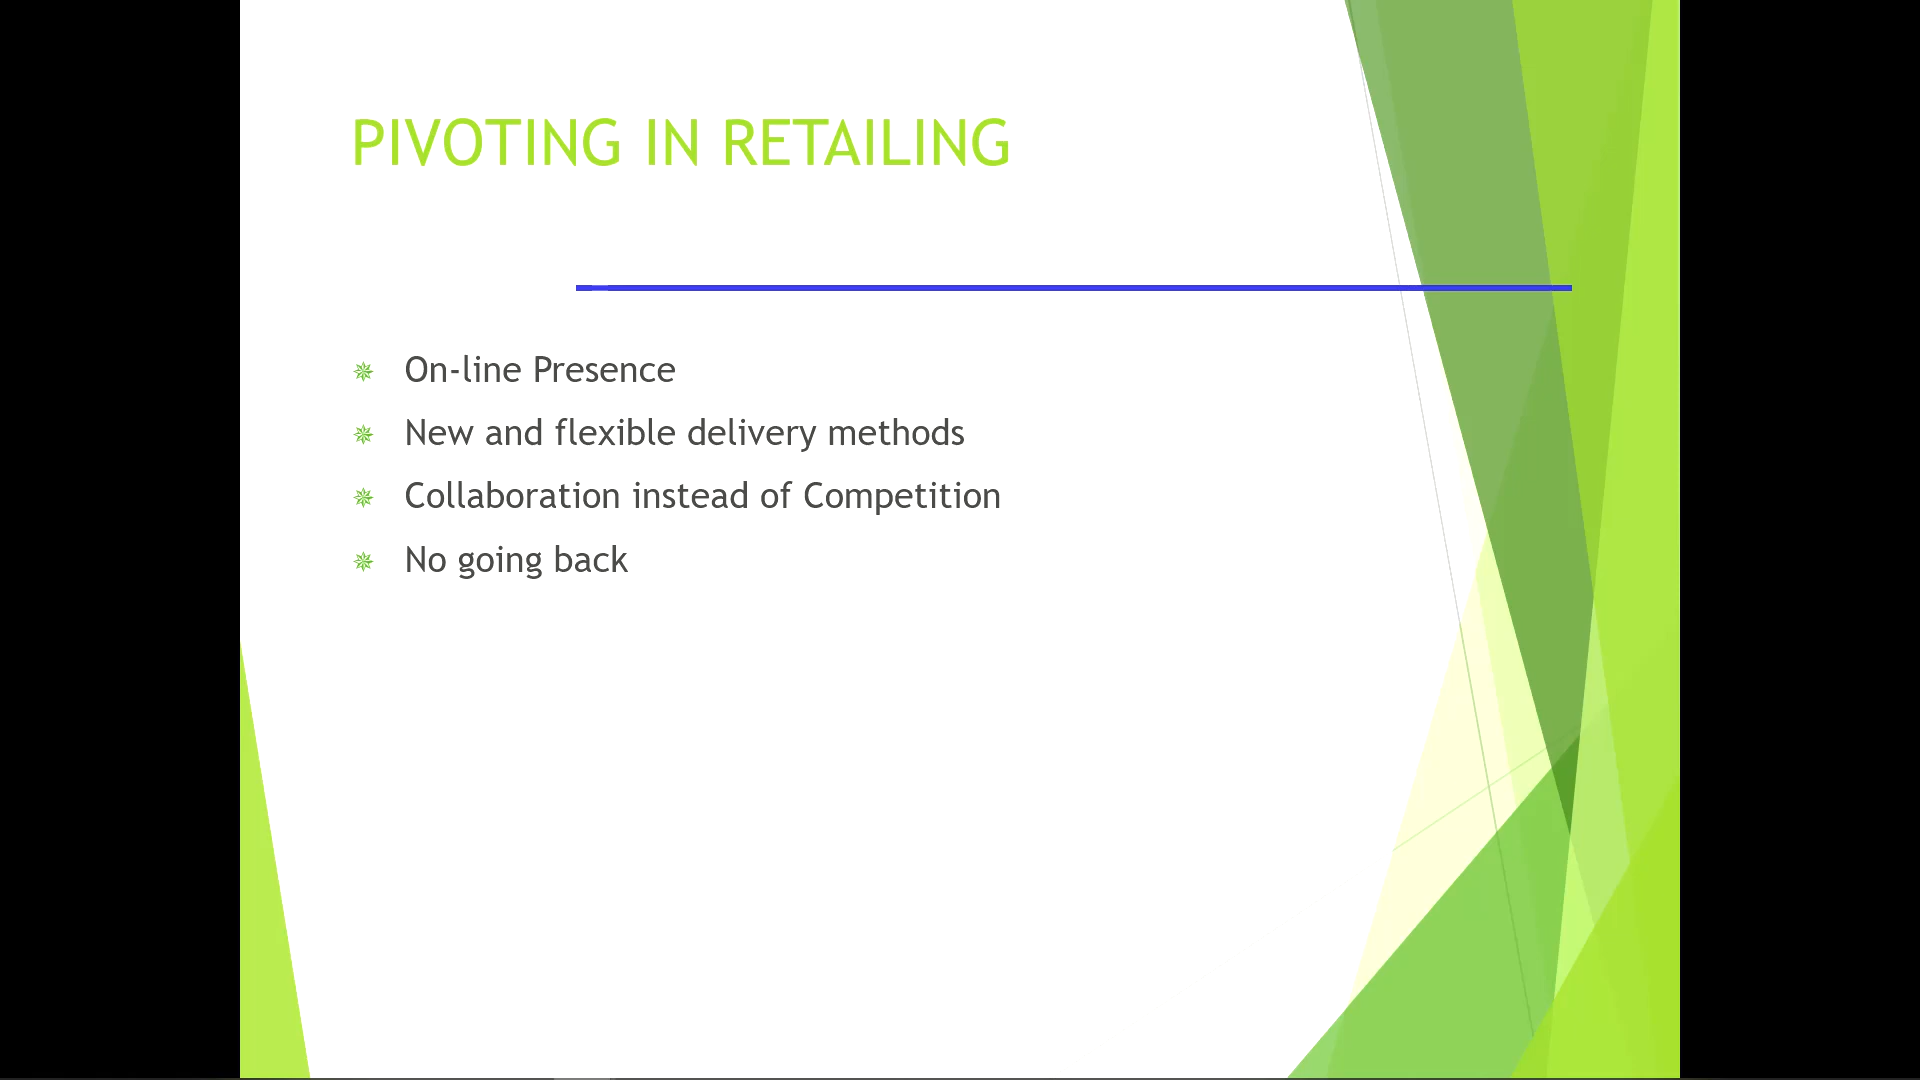 PIVOTING IN RETAILING
On-line Presence
New and flexible delivery methods
Collaboration instead of Competition
No going back